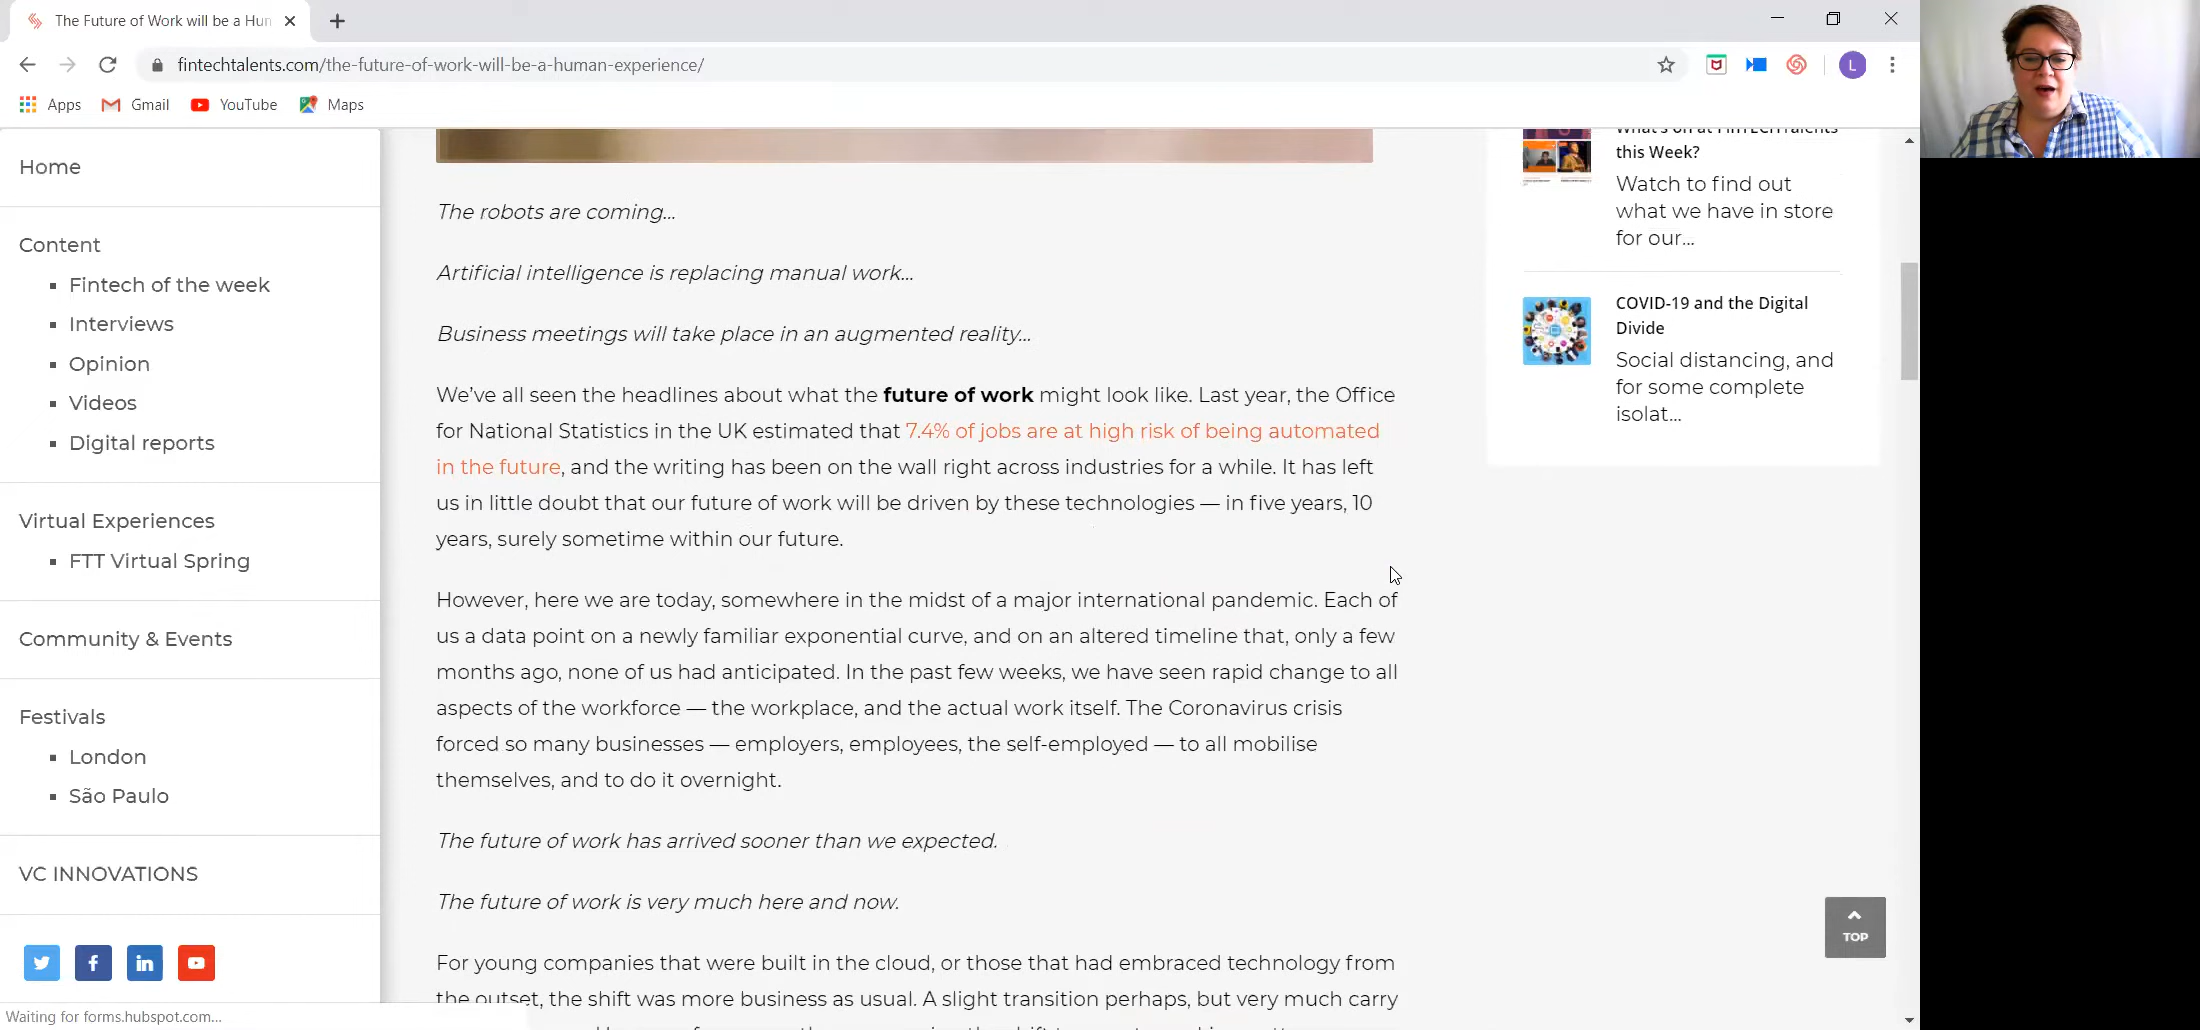 The Future of Work will be a Hun
fintechtalents.com/the-future-of-work-will-be-a-human-experience/
L
Apps
Gmail
YouTube
Maps
Home
Content
Fintech of the week
Interviews
Opinion
Videos
Digital reports
Virtual Experiences
FTT Virtual Spring
Community & Events
Festivals
London
São Paulo
VC INNOVATIONS
The robots are coming...
Artificial intelligence is replacing manual work...
Business meetings will take place in an augmented reality...
We’ve all seen the headlines about what the future of work might look like. Last year, the Office
for National Statistics in the UK estimated that 7.4% of jobs are at high risk of being automated
in the future, and the writing has been on the wall right across industries for a while. It has left
us in little doubt that our future of work will be driven by these technologies — in five years, 10
years, surely sometime within our future.
However, here we are today, somewhere in the midst of a major international pandemic. Each of
us a data point on a newly familiar exponential curve, and on an altered timeline that, only a few
months ago, none of us had anticipated. In the past few weeks, we have seen rapid change to all
aspects of the workforce — the workplace, and the actual work itself. The Coronavirus crisis
forced so many businesses — employers, employees, the self-employed — to all mobilise
themselves, and to do it overnight.
The future of work has arrived sooner than we expected.
The future of work is very much here and now.
For young companies that were built in the cloud, or those that had embraced technology from
the outset, the shift was more business as usual. A slight transition perhaps, but very much carry
What's on at FinTECHTalents
this Week?
Watch to find out
what we have in store
for our...
COVID-19 and the Digital
Divide
Social distancing, and
for some complete
isolat...
TOP
Waiting for forms.hubspot.com...